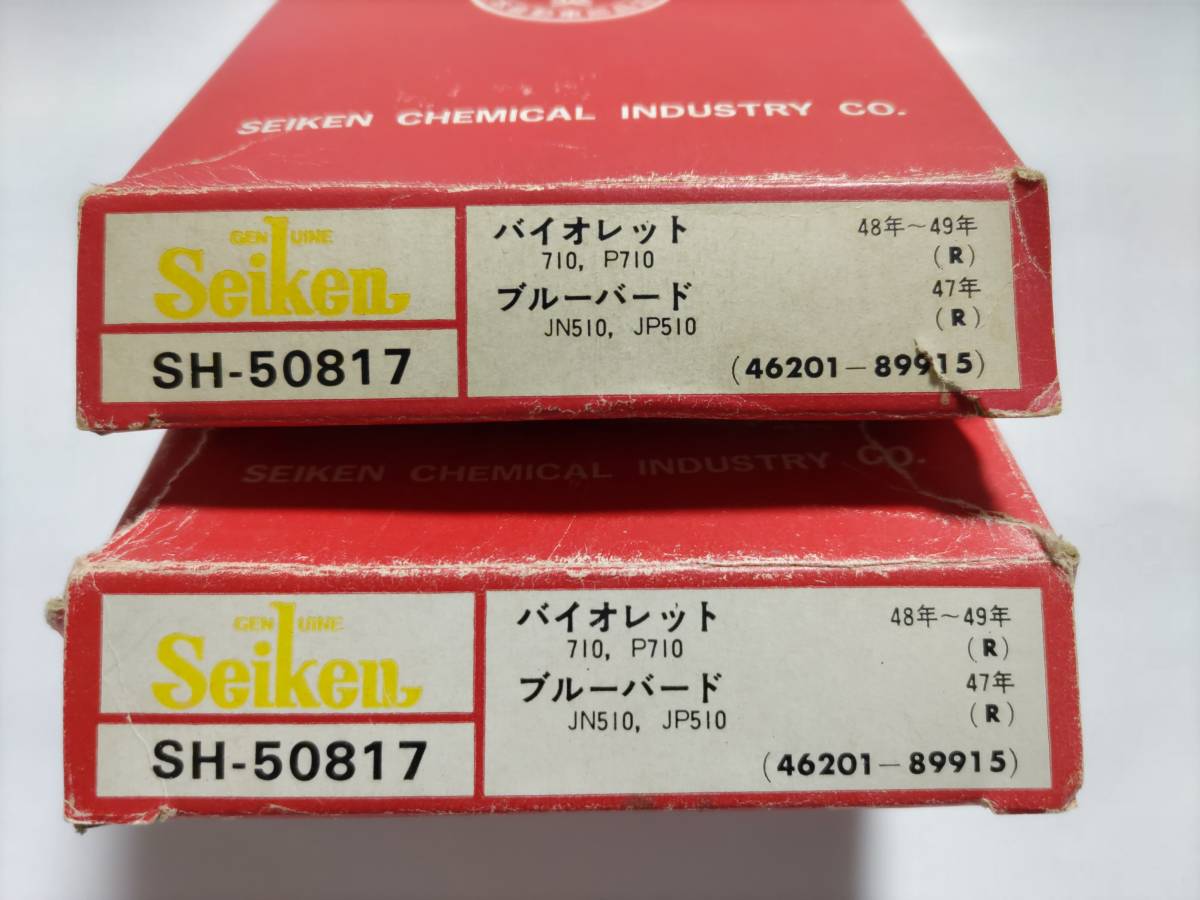 SEIKEN CHEMICAL INDUSTRY CO.
GENUINE
Seiken
SH-50817
バイオレット 48年~49年
710, P710 (R)
ブルーバード 47年
JN510, JP510 (R)
(46201-89915)
SEIKEN CHEMICAL INDUSTRY CO.
GENUINE
Seiken
SH-50817
バイオレット 48年~49年
710, P710 (R)
ブルーバード 47年
JN510, JP510 (R)
(46201-89915)